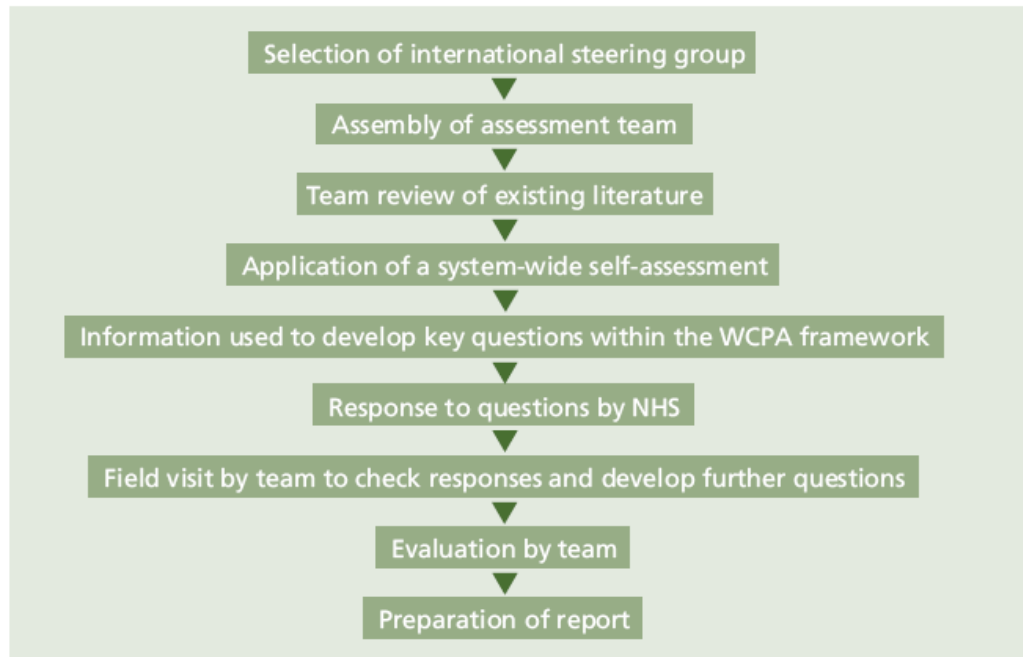 Selection of international steering group
Assembly of assessment team
Team review of existing literature
Application of a system-wide self-assessment
Information used to develop key questions within the WCPA framework
Response to questions by NHS
Field visit by team to check responses and develop further questions
Evaluation by team
Preparation of report